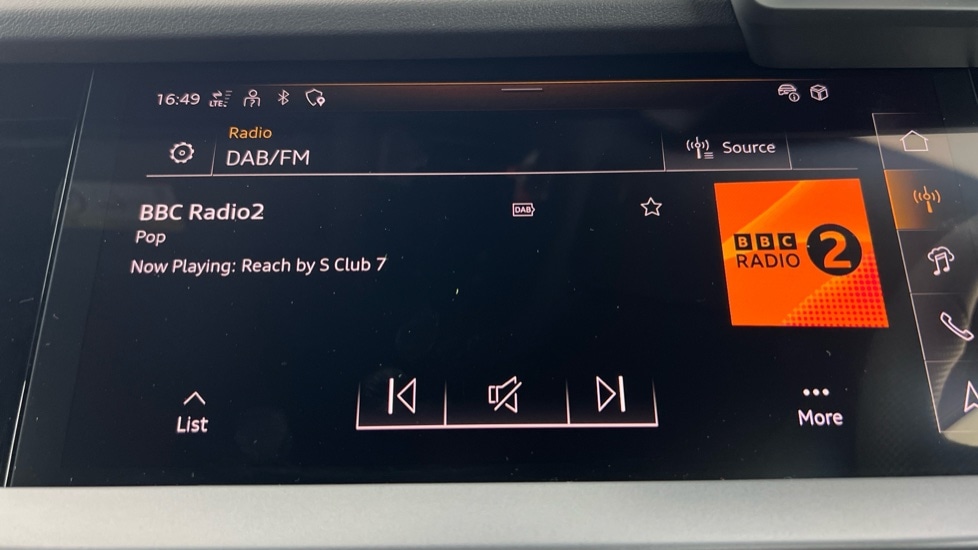 16:49 LTE
Radio
DAB/FM
Source
BBC Radio2
DAB
Pop
Now Playing: Reach by S Club 7
BBC
RADIO 2
List
More